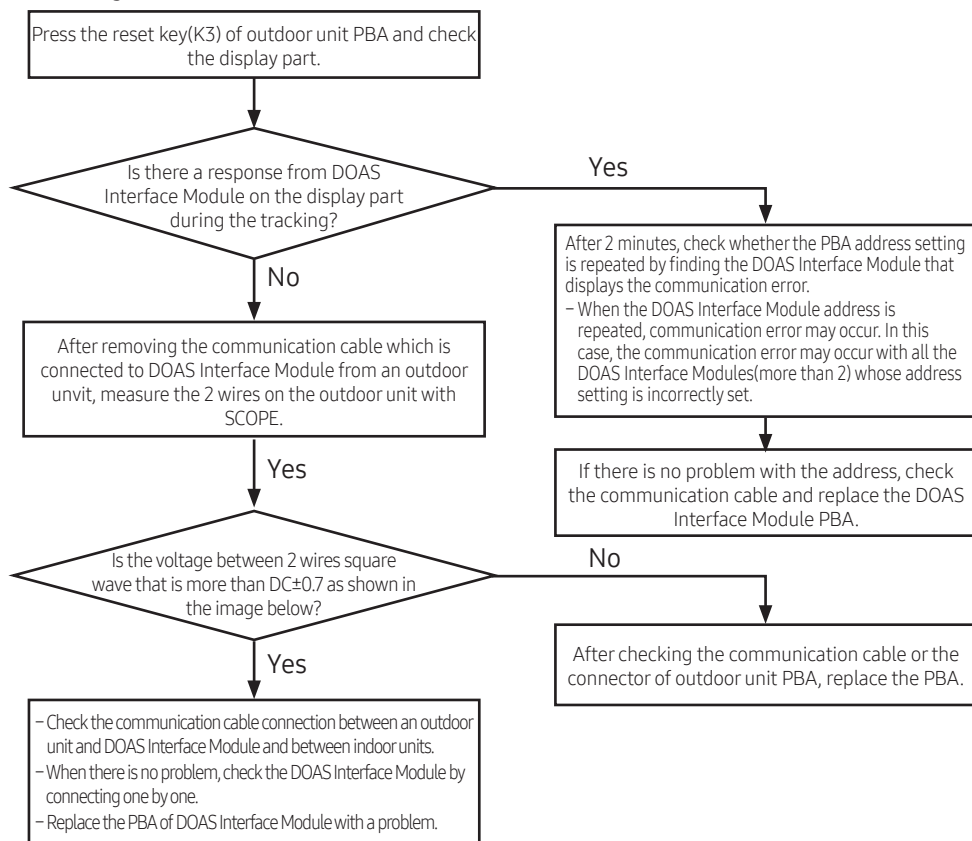 Press the reset key(K3) of outdoor unit PBA and check
the display part.
Is there a response from DOAS
Interface Module on the display part
during the tracking?
Yes
After 2 minutes, check whether the PBA address setting
is repeated by finding the DOAS Interface Module that
displays the communication error.
– When the DOAS Interface Module address is
repeated, communication error may occur. In this
case, the communication error may occur with all the
DOAS Interface Modules(more than 2) whose address
setting is incorrectly set.
If there is no problem with the address, check
the communication cable and replace the DOAS
Interface Module PBA.
No
After removing the communication cable which is
connected to DOAS Interface Module from an outdoor
unvit, measure the 2 wires on the outdoor unit with
SCOPE.
Yes
Is the voltage between 2 wires square
wave that is more than DC±0.7 as shown in
the image below?
No
After checking the communication cable or the
connector of outdoor unit PBA, replace the PBA.
Yes
– Check the communication cable connection between an outdoor
unit and DOAS Interface Module and between indoor units.
– When there is no problem, check the DOAS Interface Module by
connecting one by one.
– Replace the PBA of DOAS Interface Module with a problem.